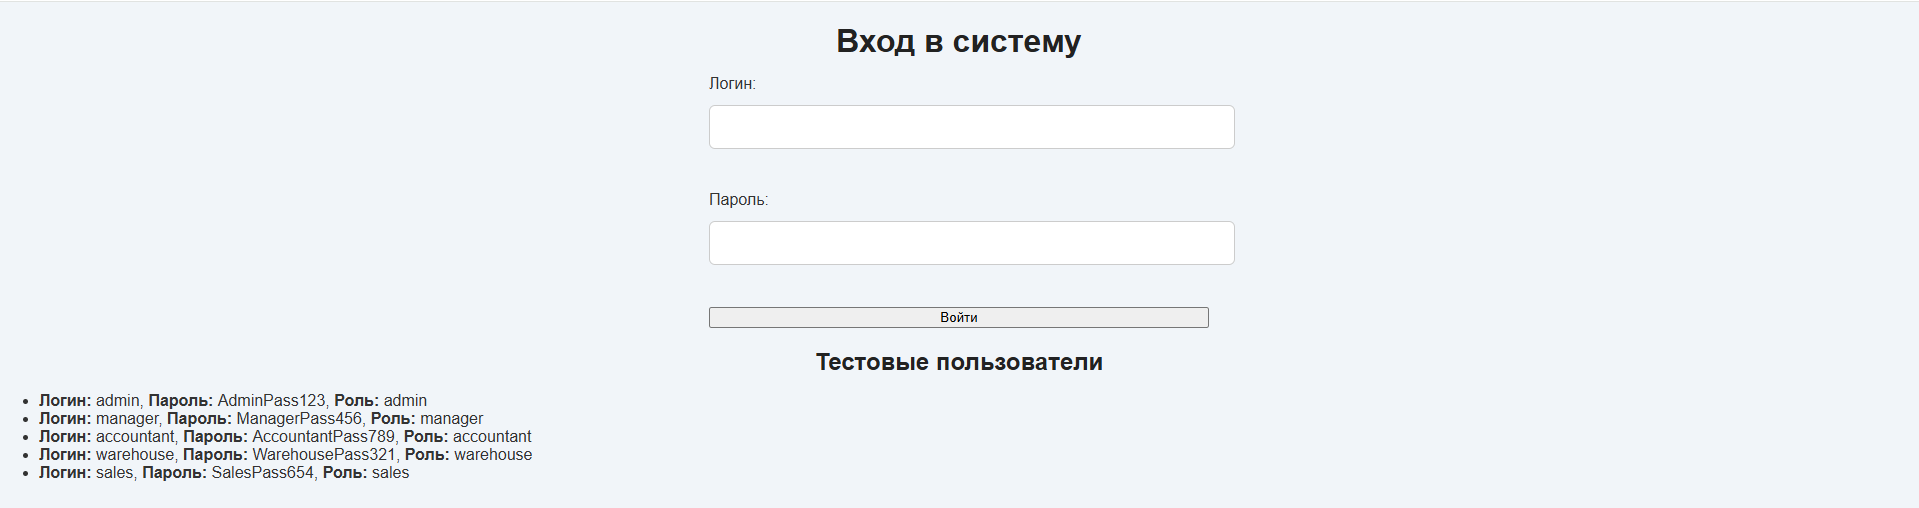 Вход в систему
Логин:
Пароль:
Войти
Тестовые пользователи
Логин: admin, Пароль: AdminPass123, Роль: admin
Логин: manager, Пароль: ManagerPass456, Роль: manager
Логин: accountant, Пароль: AccountantPass789, Роль: accountant
Логин: warehouse, Пароль: WarehousePass321, Роль: warehouse
Логин: sales, Пароль: SalesPass654, Роль: sales